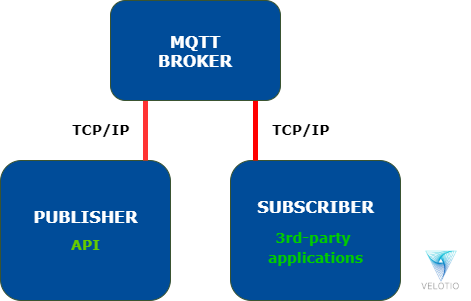 MQTT
BROKER
TCP/IP
TCP/IP
PUBLISHER
API
SUBSCRIBER
3rd-party
applications
VELOTIO